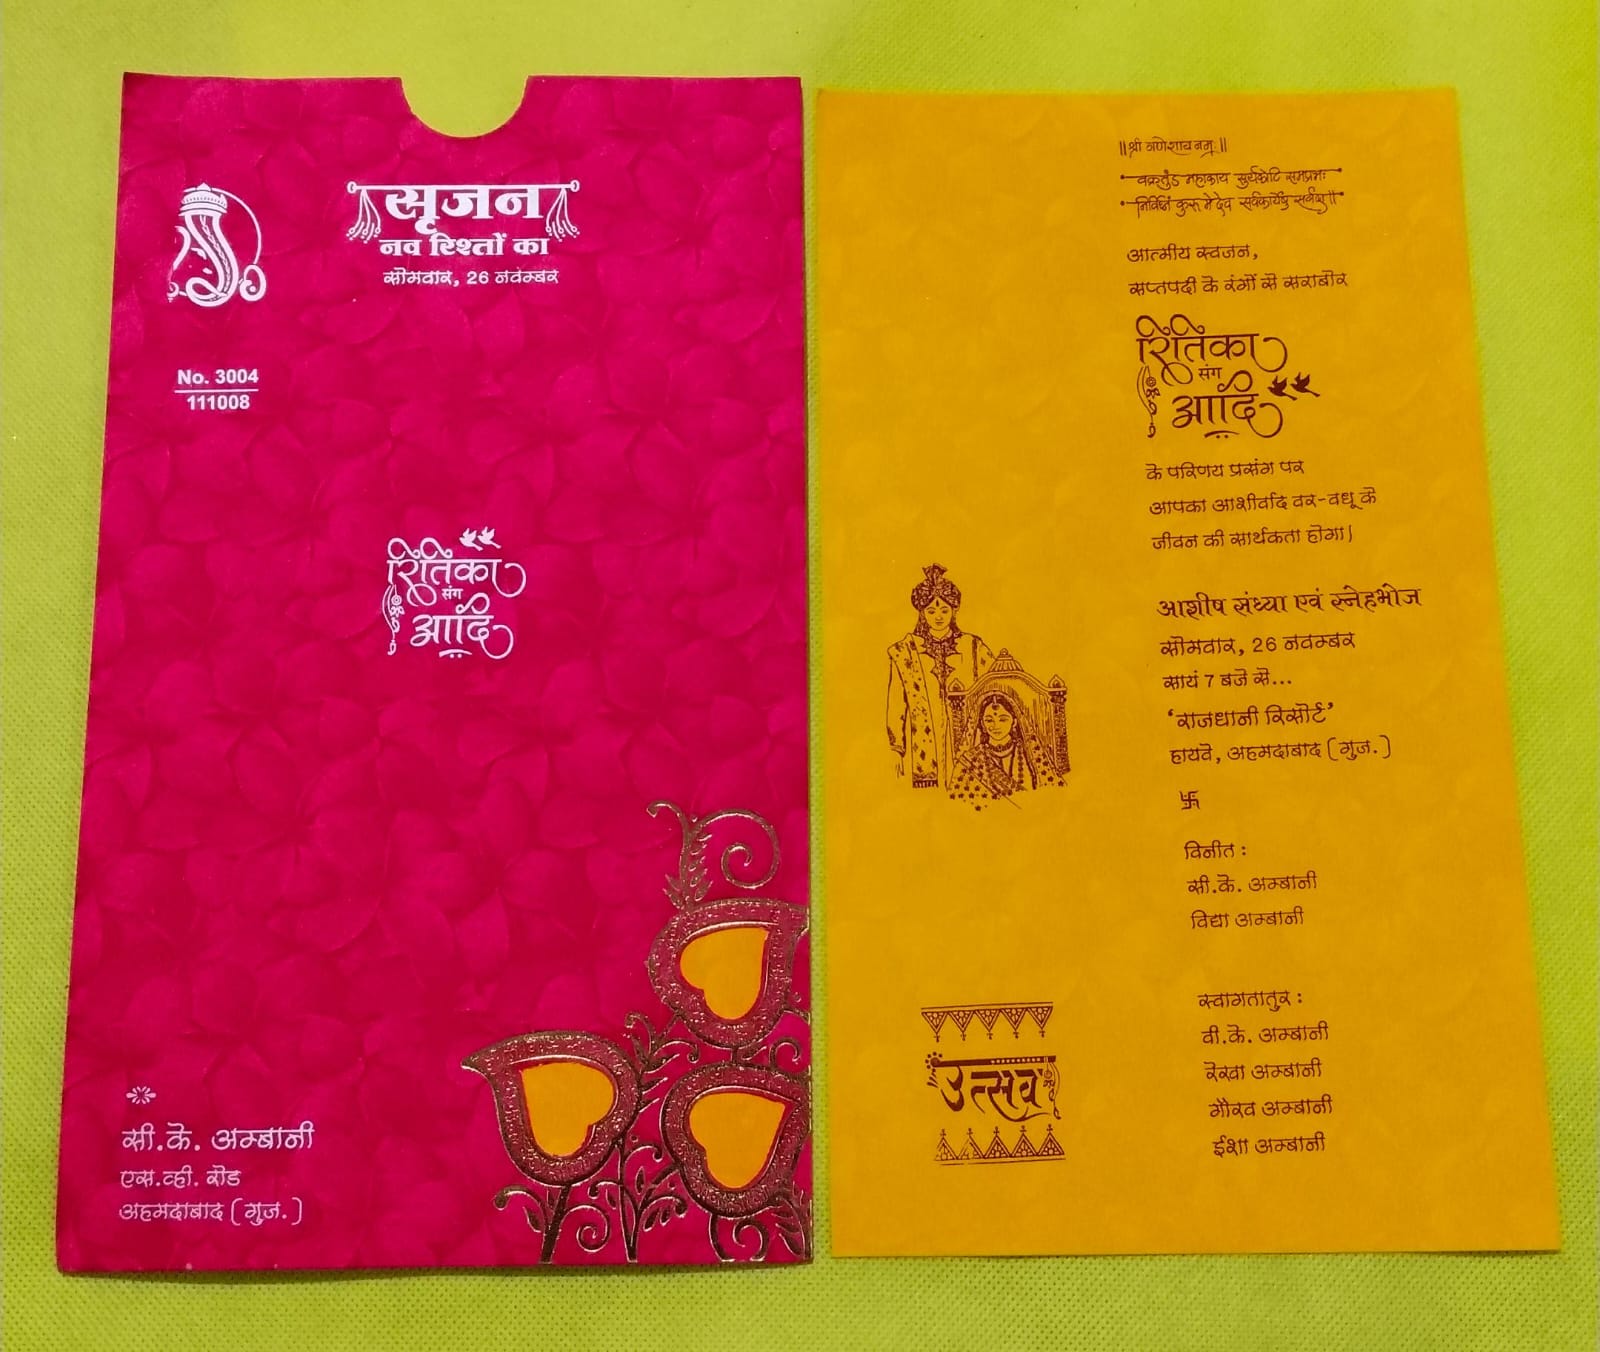 सृजन
नव रिश्तों का
सोमवार, 26 नवम्बर
No. 3004
111008
रितिका
संग
आदि
सी.के. अम्बानी
एस.व्ही. रोड
अहमदाबाद (गुज.)
||श्री गणेशाय नमः||
वक्रतुंड महाकाय सुर्यकोटि समप्रभः
निर्विघ्नं कुरू मे देव सर्वकार्येषु सर्वदा॥
आत्मीय स्वजन,
सप्तपदी के रंगों से सराबोर
रितिका
संग
आदि
के परिणय प्रसंग पर
आपका आशीर्वाद वर-वधू के
जीवन की सार्थकता होगा|
आशीष संध्या एवं स्नेहभोज
सोमवार, 26 नवम्बर
सायं 7 बजे से...
‘राजधानी रिसोर्ट’
हायवे, अहमदाबाद (गुज.)
卐
विनीत :
सी.के. अम्बानी
विद्या अम्बानी
स्वागतातुर :
वी.के. अम्बानी
रेखा अम्बानी
गौरव अम्बानी
ईशा अम्बानी
उत्सव